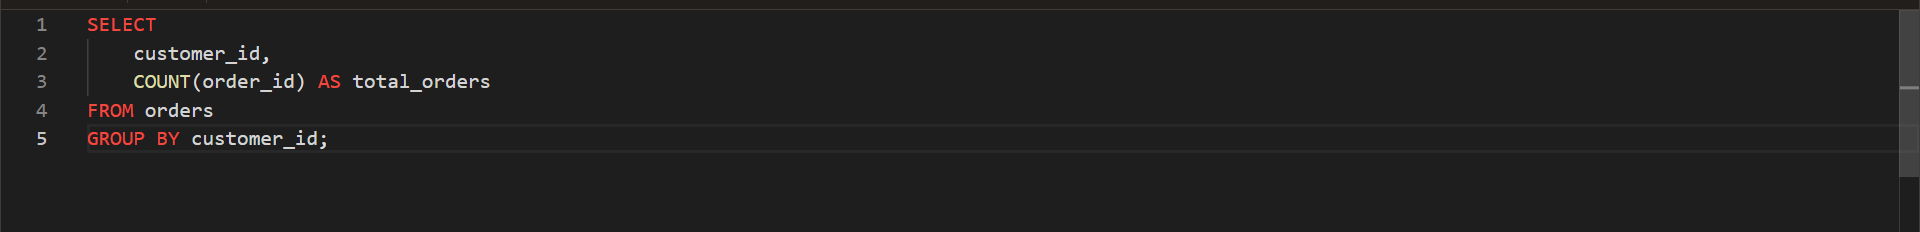 1 SELECT
2 customer_id,
3 COUNT(order_id) AS total_orders
4 FROM orders
5 GROUP BY customer_id;